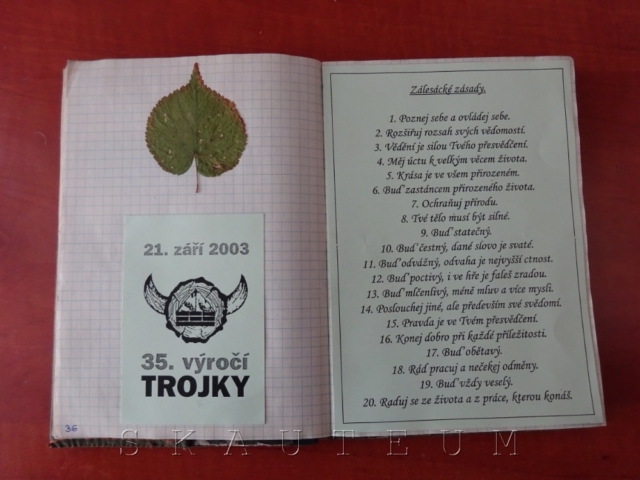 21. září 2003
35. výročí
TROJKY
36
Zálesácké zásady.
1. Poznej sebe a ovládej sebe.
2. Rozšiřuj rozsah svých vědomostí.
3. Vědění je silou Tvého přesvědčení.
4. Měj úctu k velkým věcem života.
5. Krása je ve všem přirozeném.
6. Buď zastáncem přirozeného života.
7. Ochraňuj přírodu.
8. Tvé tělo musí být silné.
9. Buď statečný.
10. Buď čestný, dané slovo je svaté.
11. Buď odvážný, odvaha je nejvyšší ctnost.
12. Buď poctivý, i ve hře je faleš zradou.
13. Buď mlčenlivý, méně mluv a více mysli.
14. Poslouchej jiné, ale především své svědomí.
15. Pravda je ve Tvém přesvědčení.
16. Konej dobro při každé příležitosti.
17. Buď obětavý.
18. Rád pracuj a nečekej odměny.
19. Buď vždy veselý.
20. Raduj se ze života a z práce, kterou konáš.
SKAUTEUM